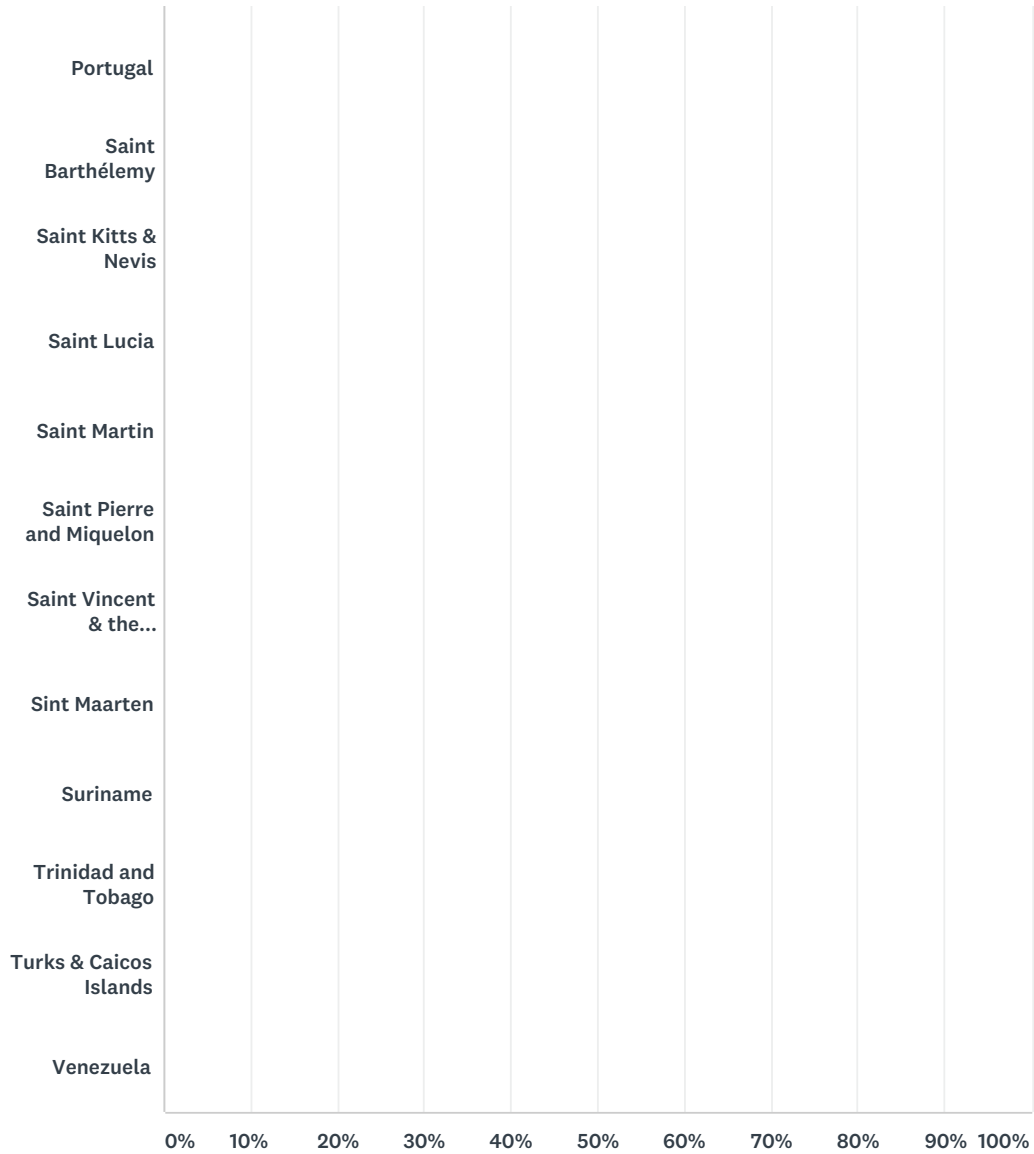 Portugal
Saint
Barthélemy
Saint Kitts &
Nevis
Saint Lucia
Saint Martin
Saint Pierre
and Miquelon
Saint Vincent
& the...
Sint Maarten
Suriname
Trinidad and
Tobago
Turks & Caicos
Islands
Venezuela
0% 10% 20% 30% 40% 50% 60% 70% 80% 90% 100%